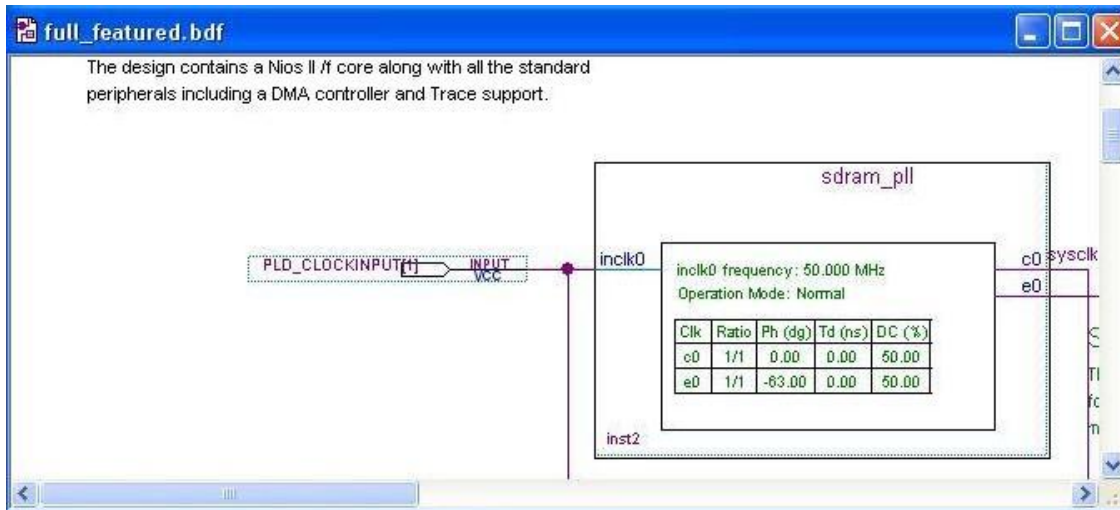 full_featured.bdf
The design contains a Nios II /f core along with all the standard
peripherals including a DMA controller and Trace support.
sdram_pll
PLD_CLOCKINPUT[1] INPUT
VCC
inclk0
c0 sysclk
e0
inclk0 frequency: 50.000 MHz
Operation Mode: Normal
Clk Ratio Ph (dg) Td (ns) DC (%)
c0 1/1 0.00 0.00 50.00
e0 1/1 -63.00 0.00 50.00
inst2